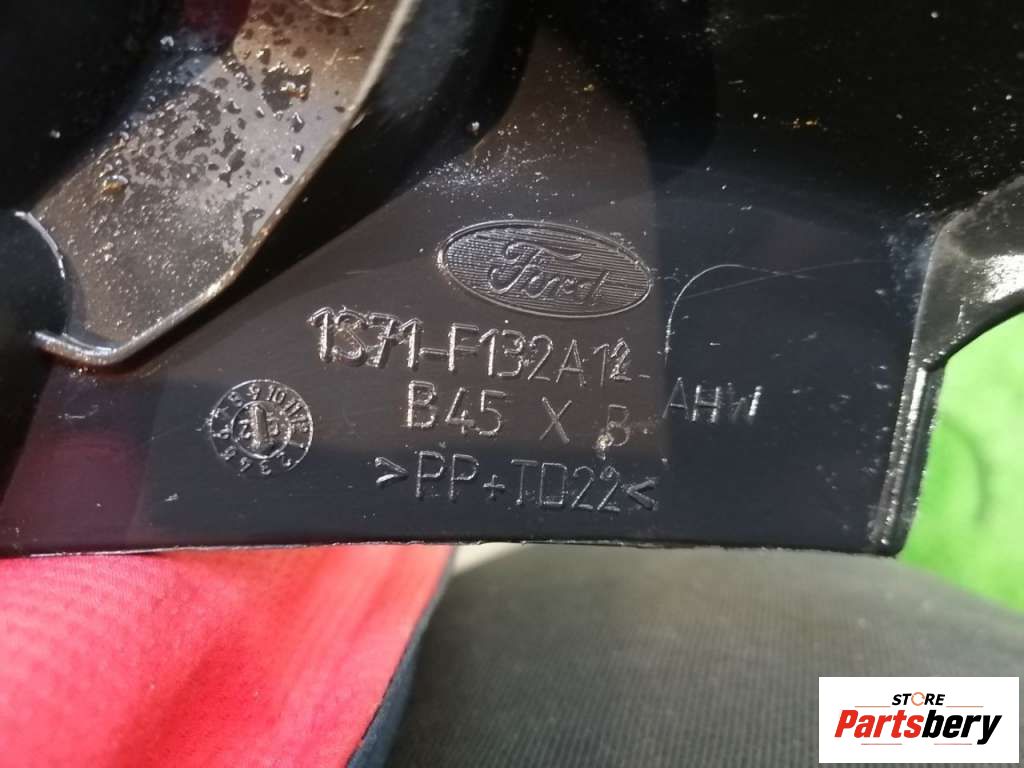 Ford
1S71-F132A12-
B45 X B AHW
>PP+TD22<
STORE
Partsbery